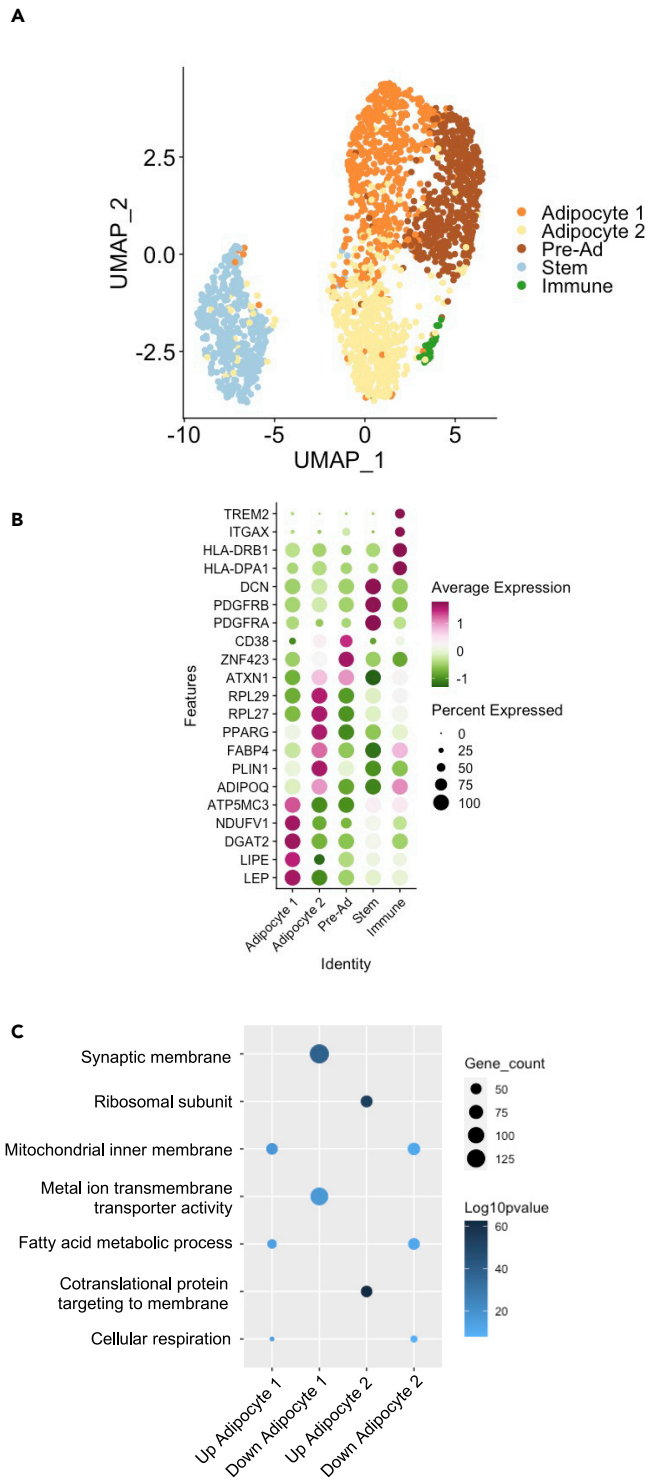 A
UMAP_2
2.5
0.0
-2.5
-10
-5
0
5
UMAP_1
Adipocyte 1
Adipocyte 2
Pre-Ad
Stem
Immune
B
Features
TREM2
ITGAX
HLA-DRB1
HLA-DPA1
DCN
PDGFRB
PDGFRA
CD38
ZNF423
ATXN1
RPL29
RPL27
PPARG
FABP4
PLIN1
ADIPOQ
ATP5MC3
NDUFV1
DGAT2
LIPE
LEP
Adipocyte 1
Adipocyte 2
Pre-Ad
Stem
Immune
Identity
Average Expression
1
0
-1
Percent Expressed
0
25
50
75
100
C
Synaptic membrane
Ribosomal subunit
Mitochondrial inner membrane
Metal ion transmembrane
transporter activity
Fatty acid metabolic process
Cotranslational protein
targeting to membrane
Cellular respiration
Up Adipocyte 1
Down Adipocyte 1
Up Adipocyte 2
Down Adipocyte 2
Gene_count
50
75
100
125
Log10pvalue
60
40
20